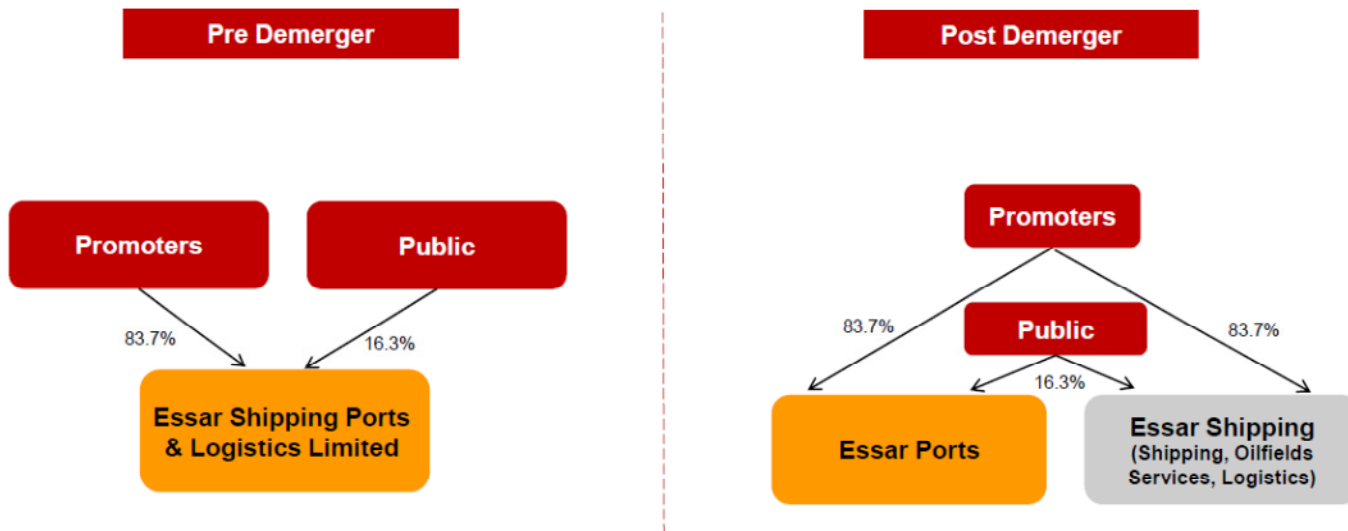 Pre Demerger
Promoters
Public
83.7%
16.3%
Essar Shipping Ports
& Logistics Limited
Post Demerger
Promoters
83.7%
Public
83.7%
16.3%
Essar Ports
Essar Shipping
(Shipping, Oilfields
Services, Logistics)